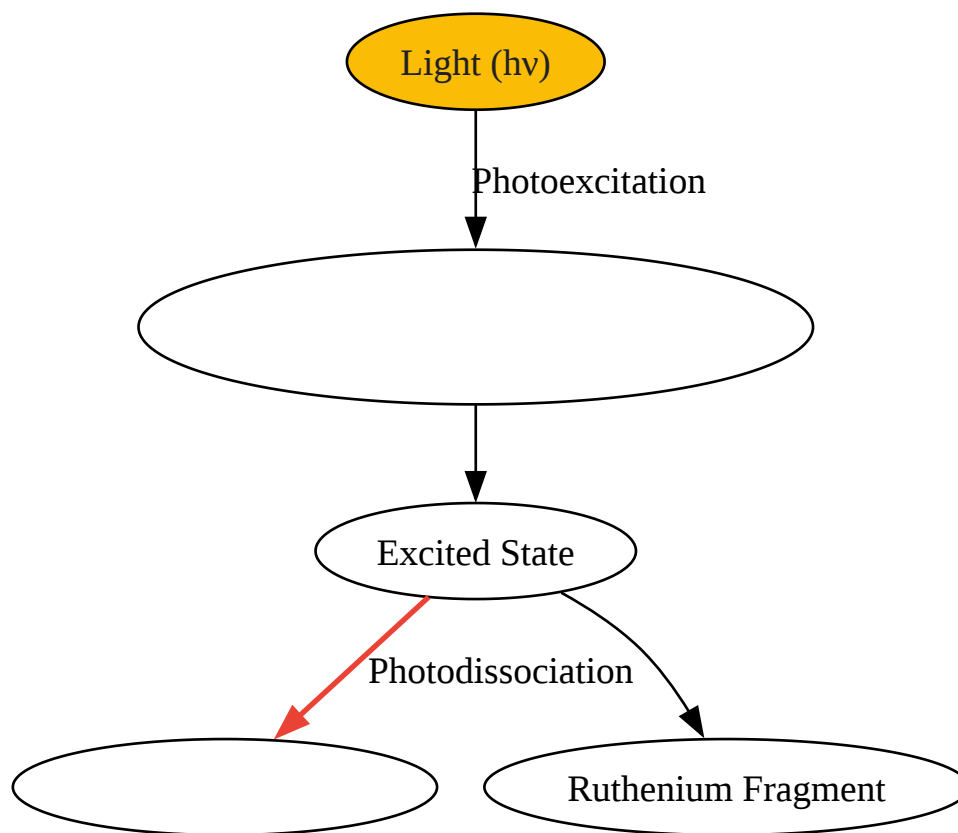 Light (hν)
Photoexcitation
Excited State
Photodissociation
Ruthenium Fragment